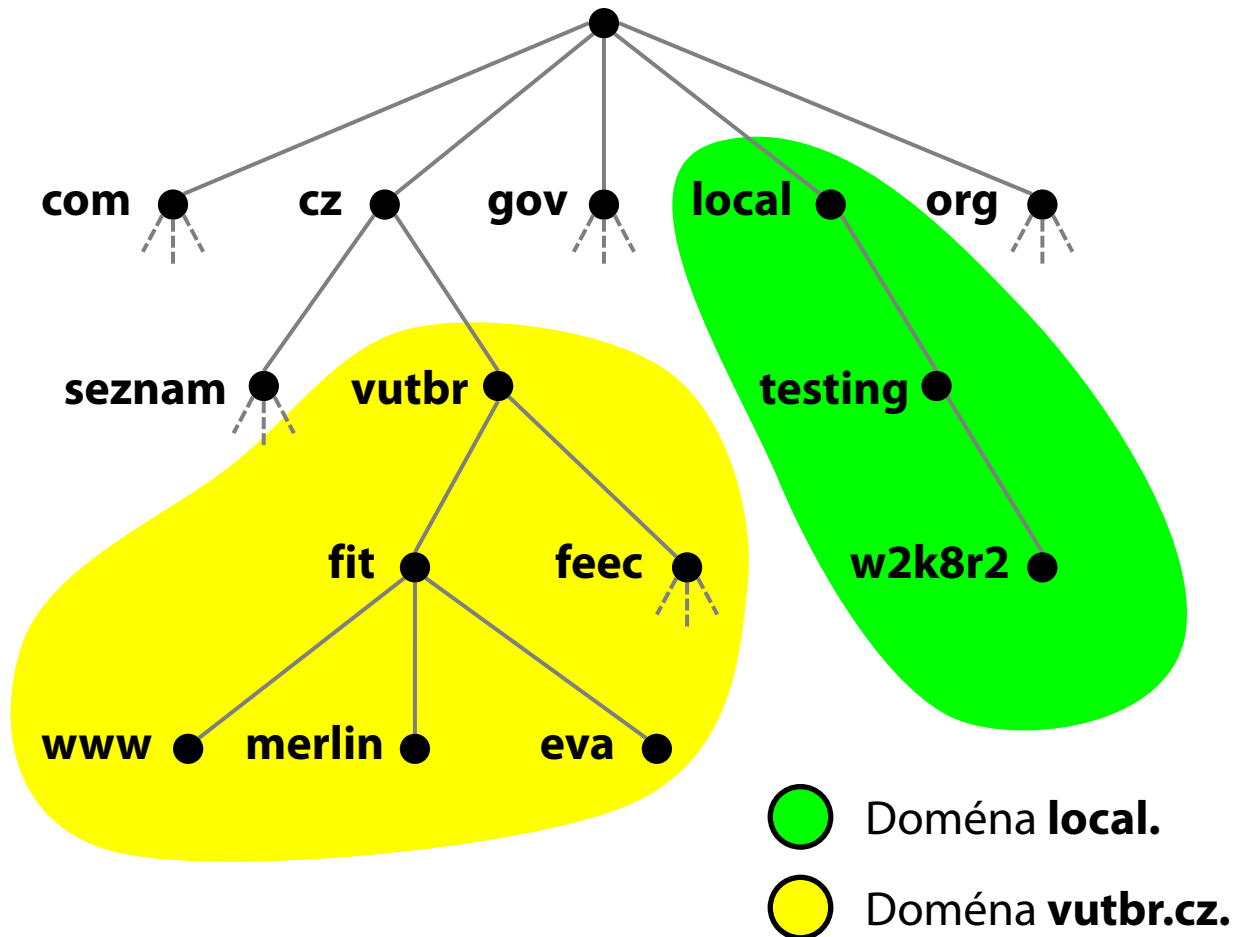 com cz gov local org
seznam vutbr testing
fit feec w2k8r2
www merlin eva
Doména local.
Doména vutbr.cz.